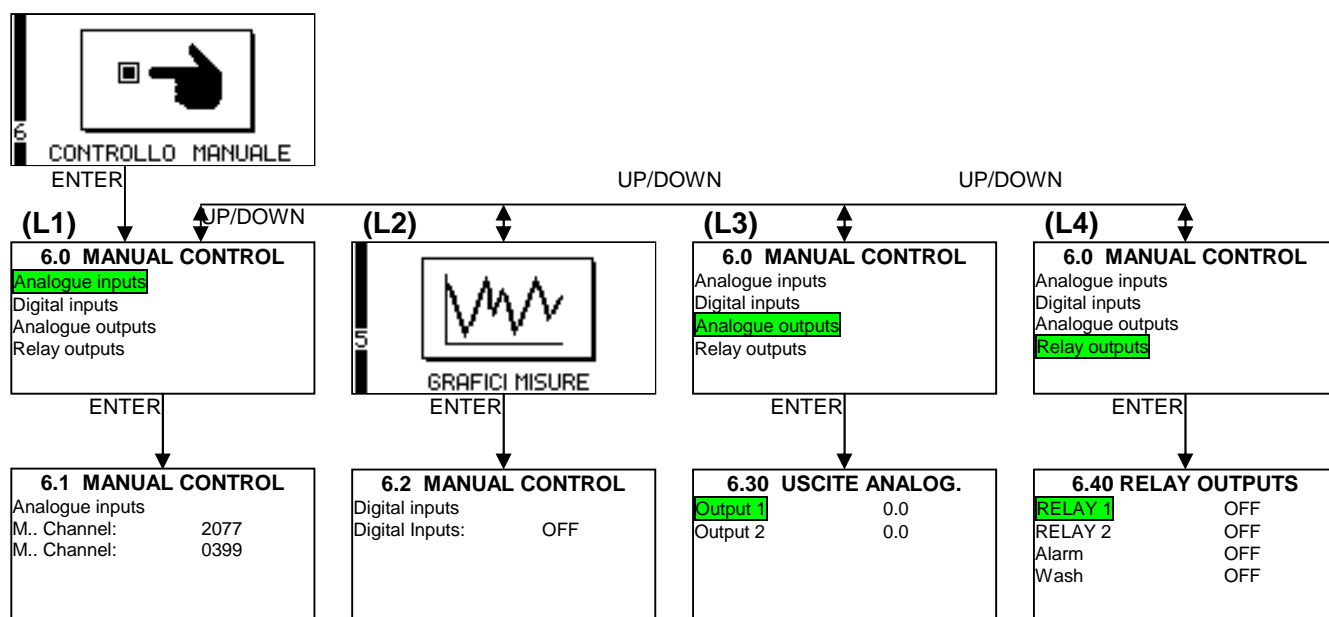 6
CONTROLLO MANUALE
ENTER
UP/DOWN
UP/DOWN
UP/DOWN
(L1)
(L2)
(L3)
(L4)
6.0 MANUAL CONTROL
Analogue inputs
Digital inputs
Analogue outputs
Relay outputs
5
GRAFICI MISURE
6.0 MANUAL CONTROL
Analogue inputs
Digital inputs
Analogue outputs
Relay outputs
6.0 MANUAL CONTROL
Analogue inputs
Digital inputs
Analogue outputs
Relay outputs
ENTER
ENTER
ENTER
ENTER
6.1 MANUAL CONTROL
Analogue inputs
M.. Channel: 2077
M.. Channel: 0399
6.2 MANUAL CONTROL
Digital inputs
Digital Inputs: OFF
6.30 USCITE ANALOG.
Output 1 0.0
Output 2 0.0
6.40 RELAY OUTPUTS
RELAY 1 OFF
RELAY 2 OFF
Alarm OFF
Wash OFF